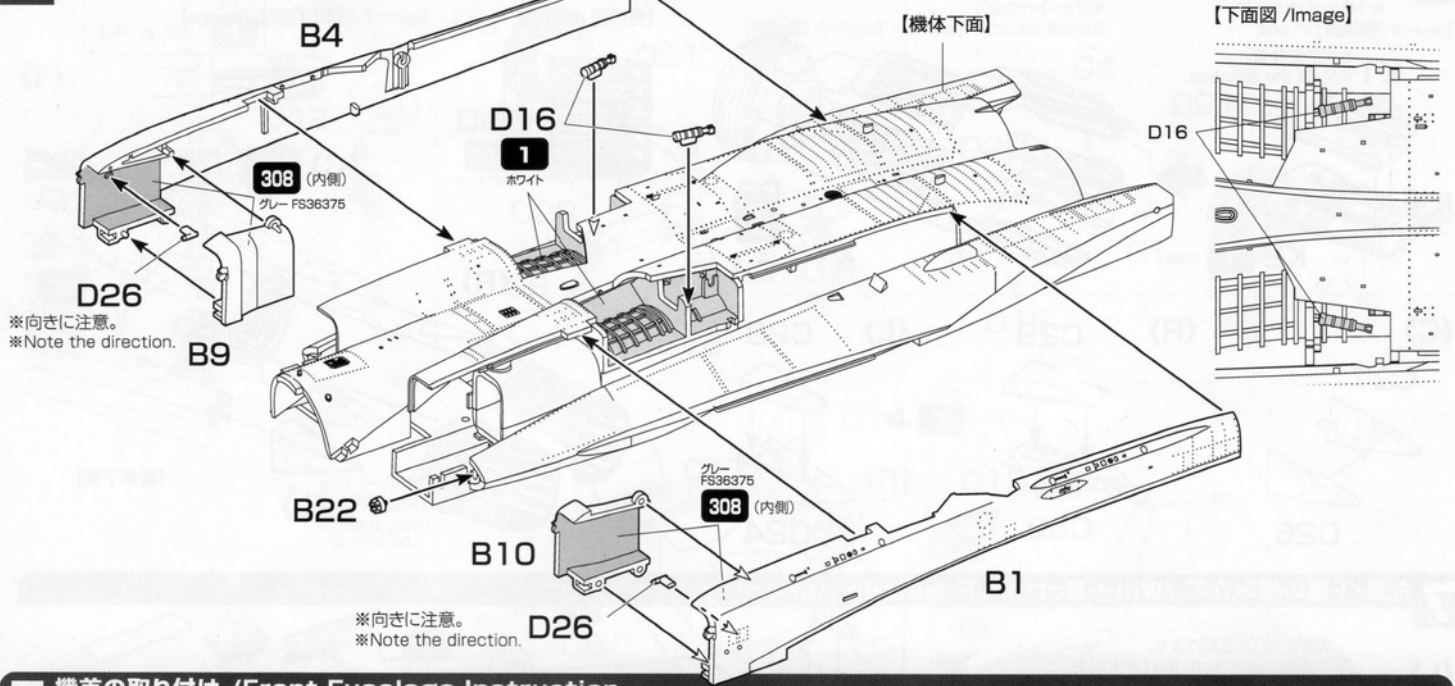 B4
【機体下面】
【下面図/Image】
D16
1
ホワイト
D16
308 (内側)
グレー FS36375
D26
※向きに注意。
※Note the direction.
B9
B22
グレー
FS36375
308 (内側)
B10
B1
※向きに注意。
※Note the direction.
D26
機首の取り付け/Front Fuselage Instruction